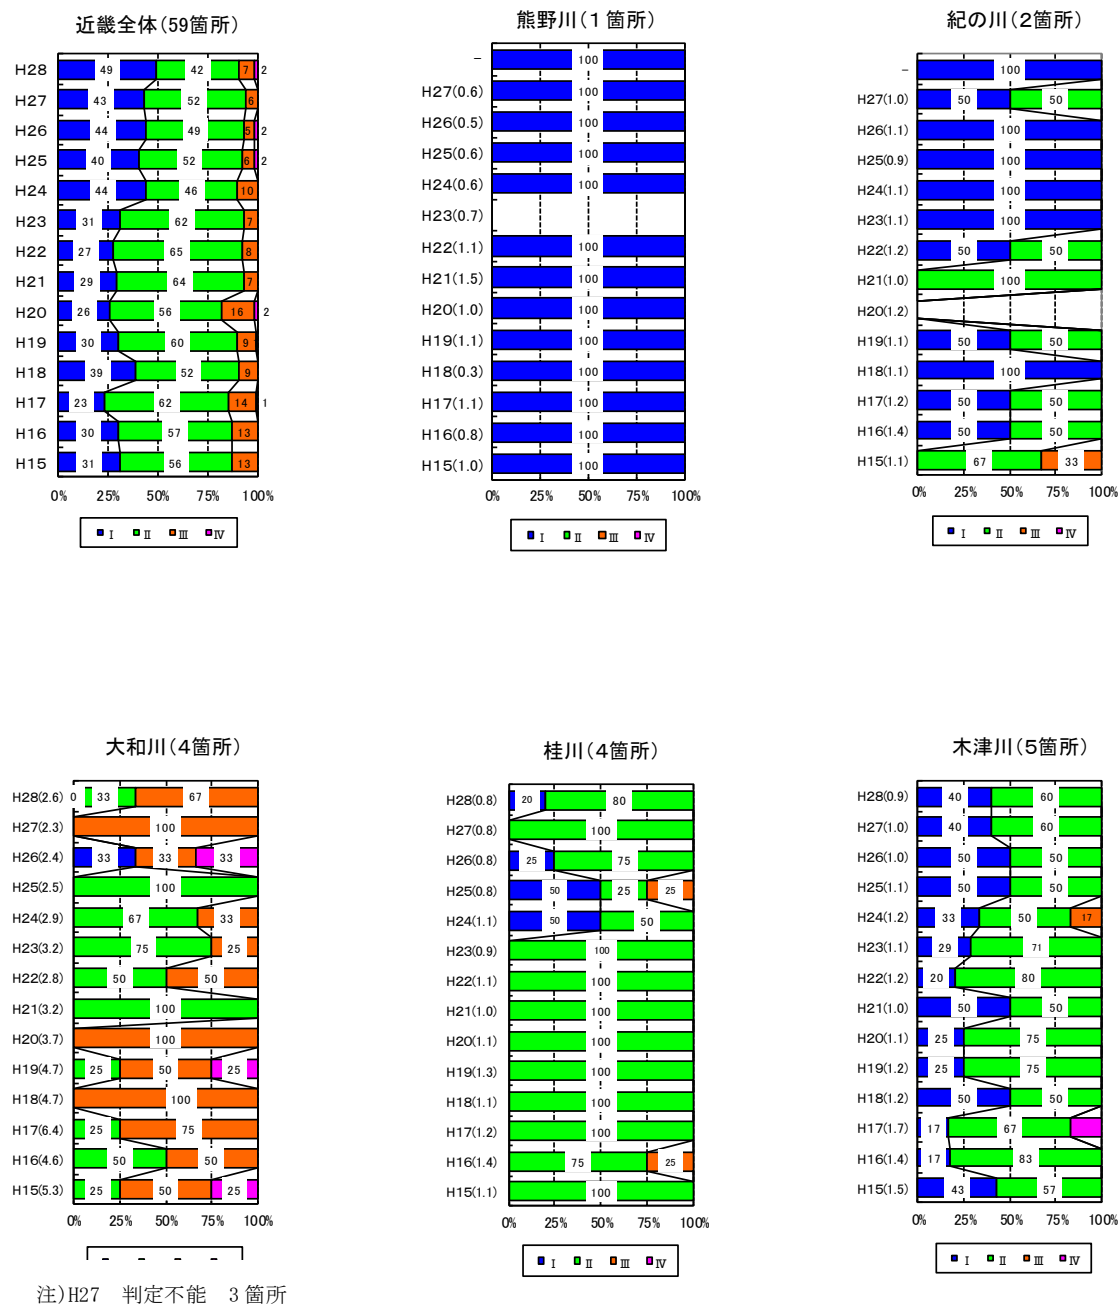 近畿全体(59箇所)
H28 49 42 7 2
H27 43 52 6
H26 44 49 5 2
H25 40 52 6 2
H24 44 46 10
H23 31 62 7
H22 27 65 8
H21 29 64 7
H20 26 56 16 2
H19 30 60 9
H18 39 52 9
H17 23 62 14 1
H16 30 57 13
H15 31 56 13
0% 25% 50% 75% 100%
I II III IV
熊野川(1箇所)
- 100
H27(0.6) 100
H26(0.5) 100
H25(0.6) 100
H24(0.6) 100
H23(0.7)
H22(1.1) 100
H21(1.5) 100
H20(1.0) 100
H19(1.1) 100
H18(0.3) 100
H17(1.1) 100
H16(0.8) 100
H15(1.0) 100
0% 25% 50% 75% 100%
I II III IV
紀の川(2箇所)
- 100
H27(1.0) 50 50
H26(1.1) 100
H25(0.9) 100
H24(1.1) 100
H23(1.1) 100
H22(1.2) 50 50
H21(1.0) 100
H20(1.2)
H19(1.1) 50 50
H18(1.1) 100
H17(1.2) 50 50
H16(1.4) 50 50
H15(1.1) 67 33
0% 25% 50% 75% 100%
I II III IV
大和川(4箇所)
H28(2.6) 0 33 67
H27(2.3) 100
H26(2.4) 33 33 33
H25(2.5) 100
H24(2.9) 67 33
H23(3.2) 75 25
H22(2.8) 50 50
H21(3.2) 100
H20(3.7) 100
H19(4.7) 25 50 25
H18(4.7) 100
H17(6.4) 25 75
H16(4.6) 50 50
H15(5.3) 25 50 25
0% 25% 50% 75% 100%
注)H27 判定不能 3箇所
桂川(4箇所)
H28(0.8) 20 80
H27(0.8) 100
H26(0.8) 25 75
H25(0.8) 50 25 25
H24(1.1) 50 50
H23(0.9) 100
H22(1.1) 100
H21(1.0) 100
H20(1.1) 100
H19(1.3) 100
H18(1.1) 100
H17(1.2) 100
H16(1.4) 75 25
H15(1.1) 100
0% 25% 50% 75% 100%
I II III IV
木津川(5箇所)
H28(0.9) 40 60
H27(1.0) 40 60
H26(1.0) 50 50
H25(1.1) 50 50
H24(1.2) 33 50 17
H23(1.1) 29 71
H22(1.2) 20 80
H21(1.0) 50 50
H20(1.1) 25 75
H19(1.2) 25 75
H18(1.2) 50 50
H17(1.7) 17 67
H16(1.4) 17 83
H15(1.5) 43 57
0% 25% 50% 75% 100%
I II III IV